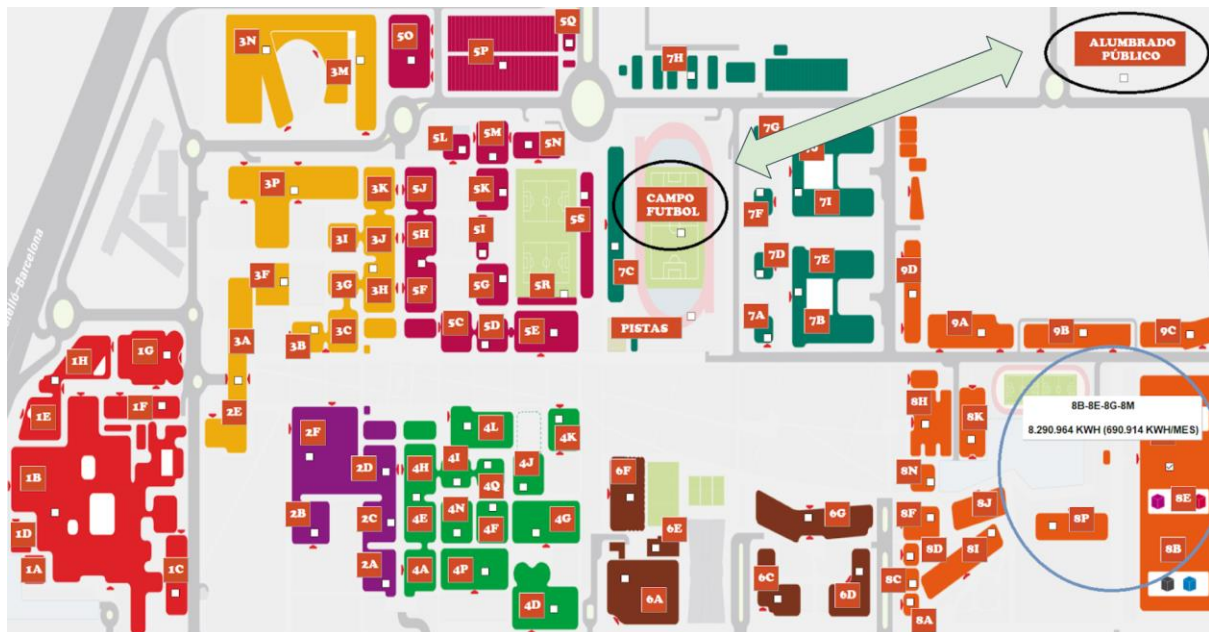 3N
3M
5O
5P
5Q
7H
ALUMBRADO
PÚBLICO
5L
5M
5N
7G
3P
3K
5J
5K
5S
CAMPO
FUTBOL
7F
7I
3I
3J
5H
5I
7C
7D
7E
9D
3F
3G
3H
5F
5G
5R
3A
3B
3C
5C
5D
5E
PISTAS
7A
7B
9A
9B
9C
1H
1G
1E
1F
2E
8B-8E-8G-8M
8.290.964 KWH (690.914 KWH/MES)
8H
8K
2F
4L
4K
1B
2D
4H
4I
4J
4Q
6F
8N
8E
2B
2C
4E
4N
4F
4G
6E
6G
8F
8J
8P
1D
1A
1C
2A
4A
4P
4D
6A
6C
6D
8D
8I
8C
8A
8B